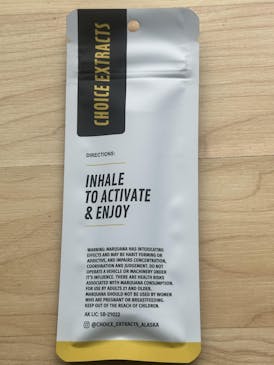 CHOICE EXTRACTS
DIRECTIONS:
INHALE
TO ACTIVATE
& ENJOY
WARNING: MARIJUANA HAS INTOXICATING
EFFECTS AND MAY BE HABIT FORMING OR
ADDICTIVE, AND IMPAIRS CONCENTRATION,
COORDINATION AND JUDGEMENT. DO NOT
OPERATE A VEHICLE OR MACHINERY UNDER
IT'S INFLUENCE. THERE ARE HEALTH RISKS
ASSOCIATED WITH MARIJUANA CONSUMPTION.
FOR USE BY ADULTS 21 AND OLDER.
MARIJUANA SHOULD NOT BE USED BY WOMEN
WHO ARE PREGNANT OR BREASTFEEDING.
KEEP OUT OF THE REACH OF CHILDREN.
AK LIC: SB-21022
@CHOICE_EXTRACTS_ALASKA